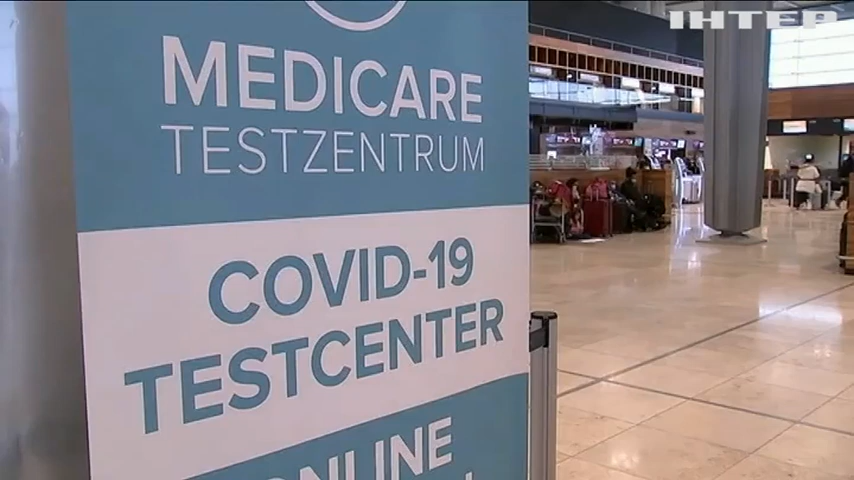 ІНТЕР
MEDICARE
TESTZENTRUM
COVID-19
TESTCENTER
ONLINE